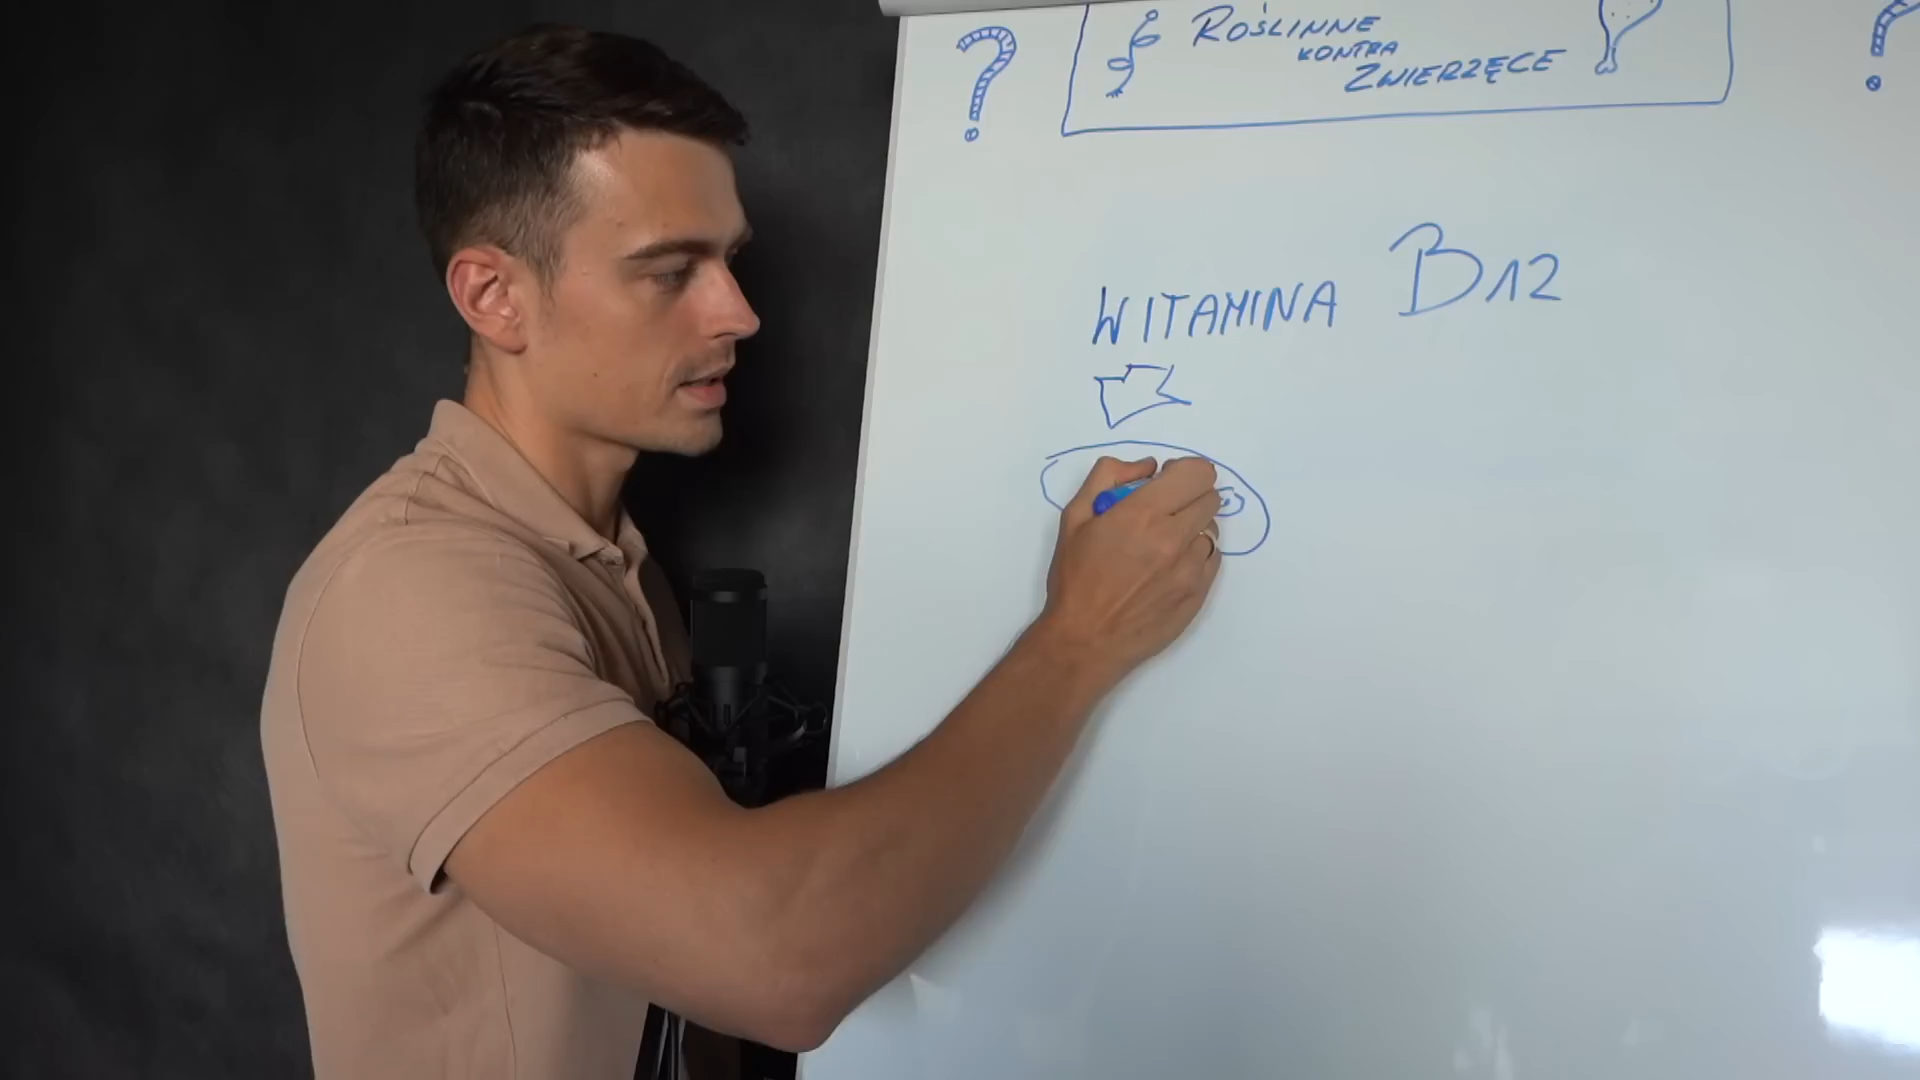 ROŚLINNE
KONTRA
ZWIERZĘCE
? ?
WITAMINA B12